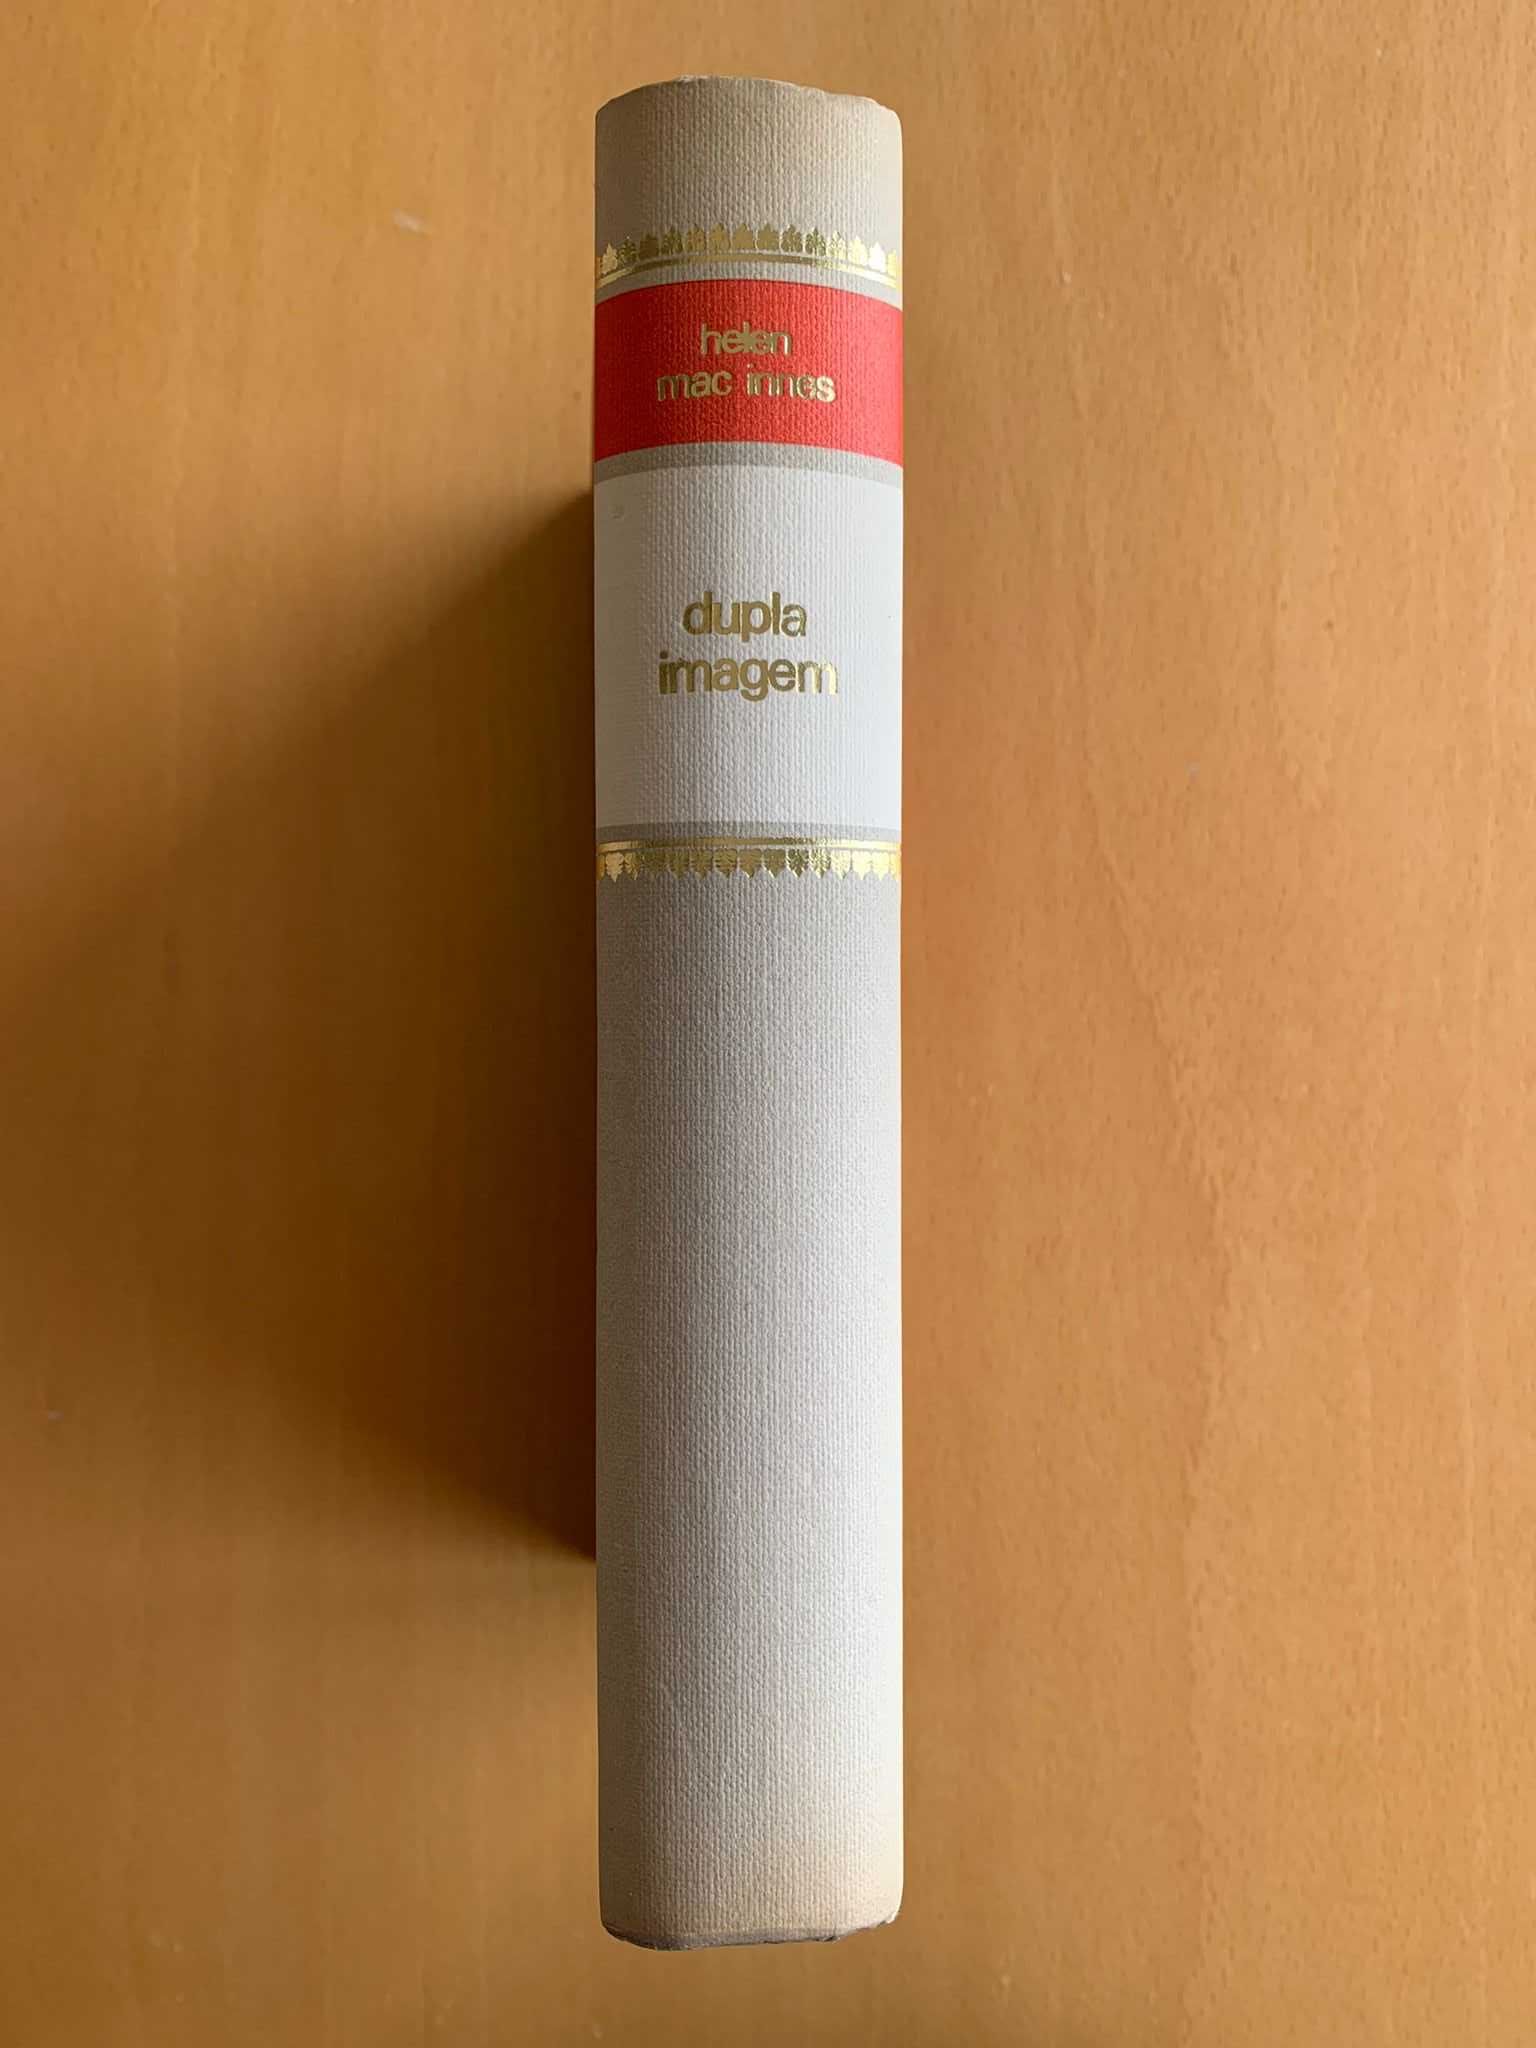 helen
mac innes
dupla
imagem